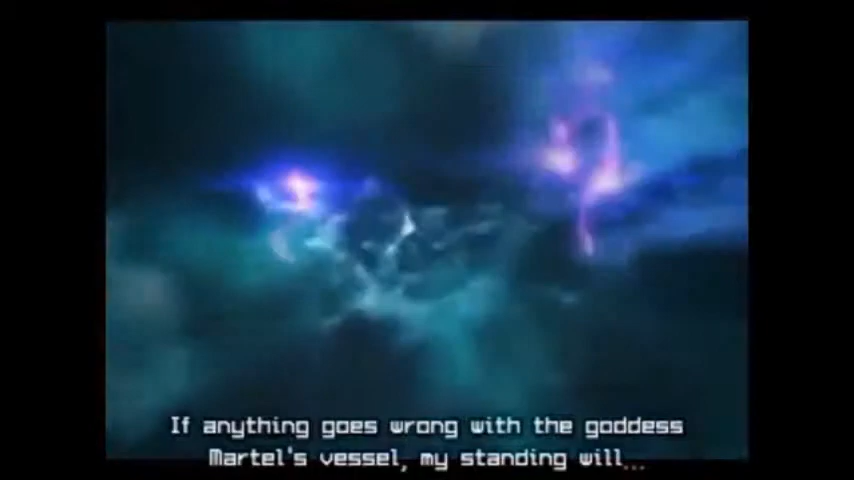 If anything goes wrong with the goddess
Martel's vessel, my standing will...